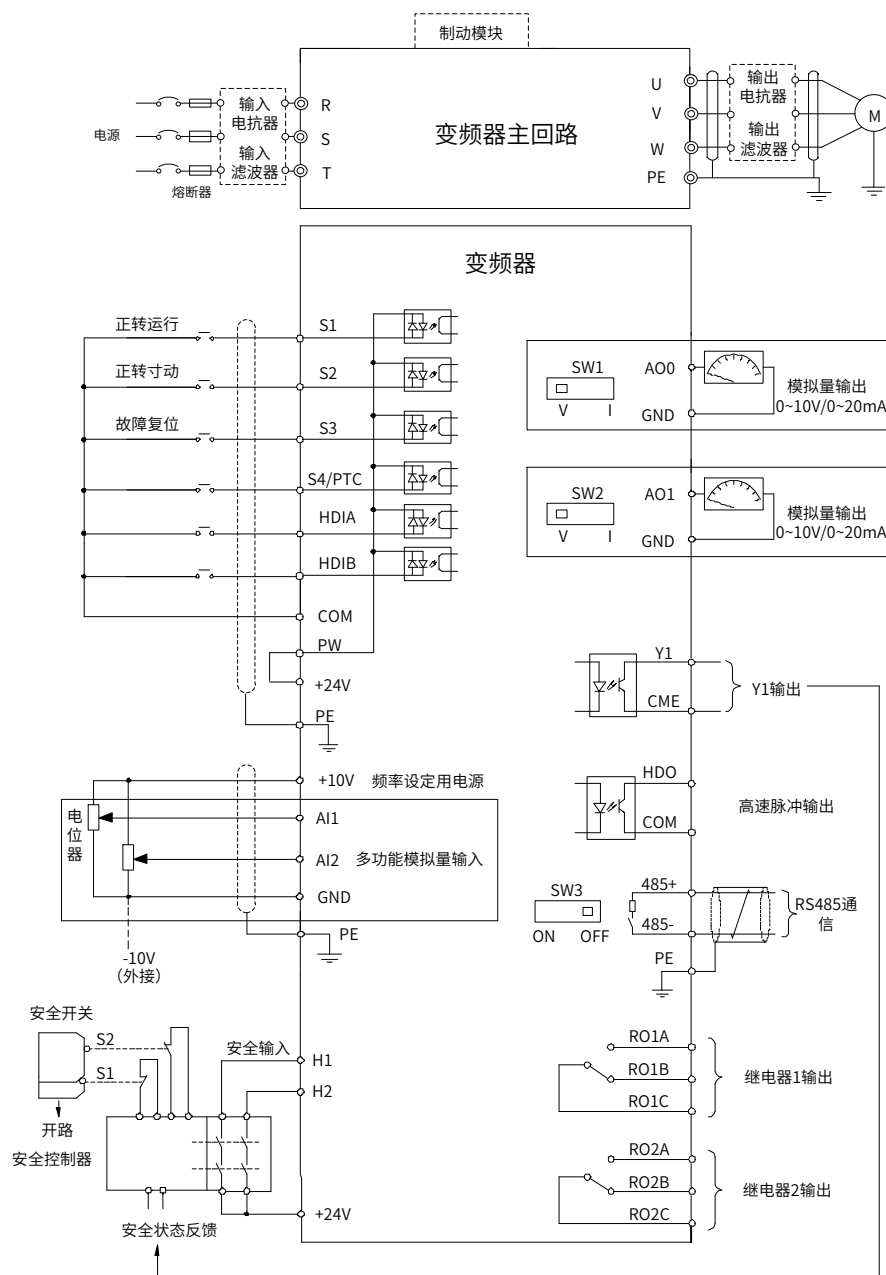 制动模块
变频器主回路
电源
熔断器
输入
电抗器
输入
滤波器
R
S
T
U
V
W
PE
输出
电抗器
输出
滤波器
M
变频器
正转运行
正转寸动
故障复位
S1
S2
S3
S4/PTC
HDIA
HDIB
COM
PW
+24V
PE
SW1
V I
AO0
GND
模拟量输出
0~10V/0~20mA
SW2
V I
AO1
GND
模拟量输出
0~10V/0~20mA
Y1
CME
Y1输出
HDO
COM
高速脉冲输出
+10V 频率设定用电源
电位器
AI1
AI2 多功能模拟量输入
GND
PE
-10V
(外接)
SW3
ON OFF
485+
485-
PE
RS485通
信
安全开关
S2
S1
开路
安全控制器
安全输入
H1
H2
+24V
安全状态反馈
RO1A
RO1B
RO1C
继电器1输出
RO2A
RO2B
RO2C
继电器2输出